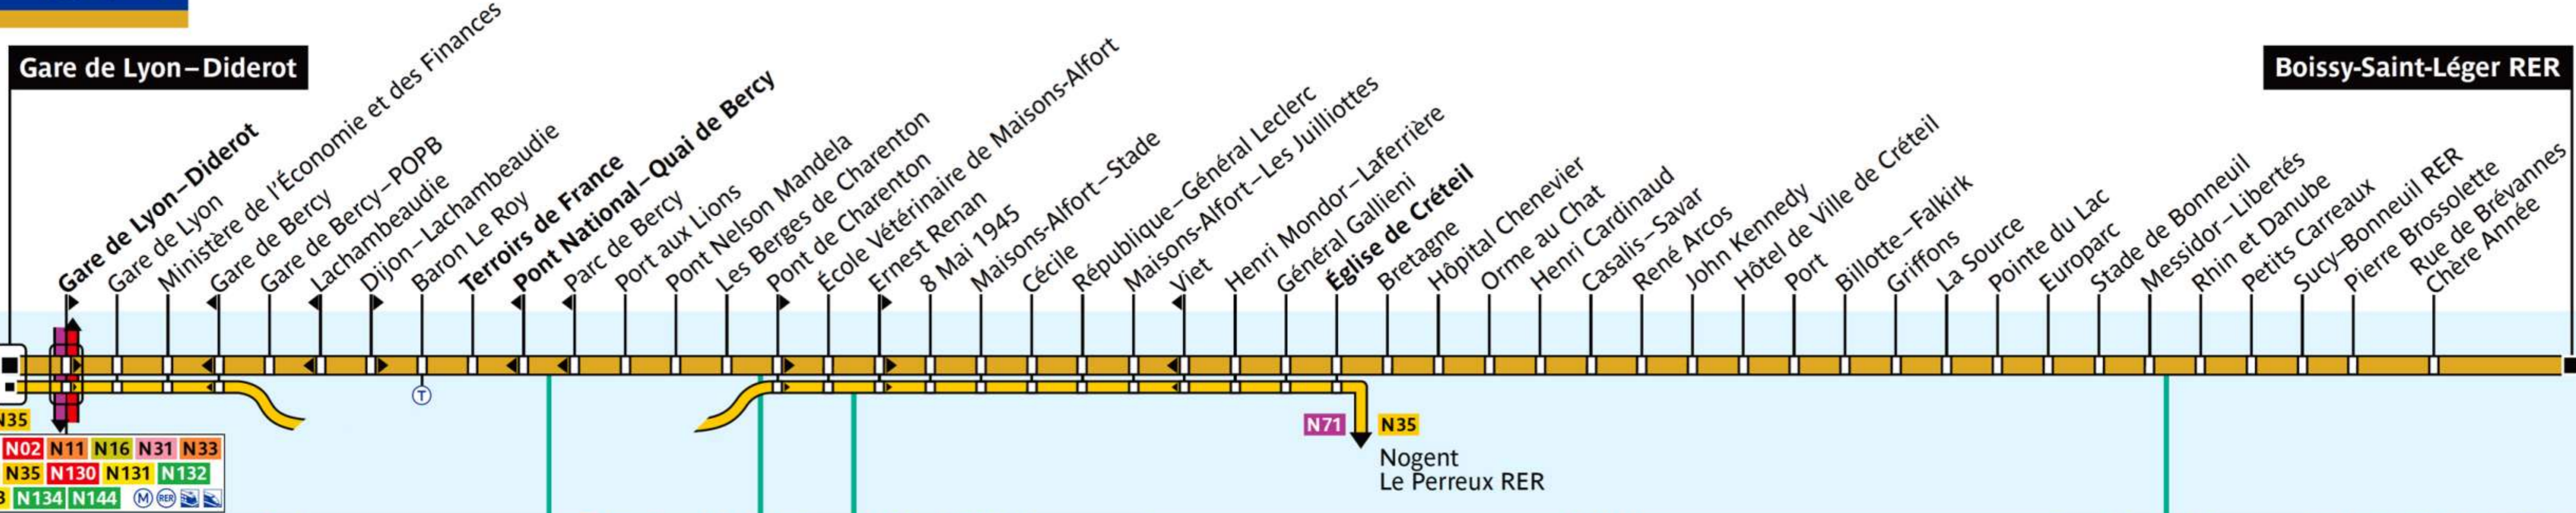 Gare de Lyon–Diderot
Boissy-Saint-Léger RER
Gare de Lyon–Diderot
Gare de Lyon
Ministère de l'Économie et des Finances
Gare de Bercy
Gare de Bercy–POPB
Lachambeaudie
Dijon–Lachambeaudie
Baron Le Roy
Terroirs de France
Pont National–Quai de Bercy
Parc de Bercy
Port aux Lions
Pont Nelson Mandela
Les Berges de Charenton
Pont de Charenton
École Vétérinaire de Maisons-Alfort
Ernest Renan
8 Mai 1945
Maisons-Alfort–Stade
Cécile
République–Général Leclerc
Maisons-Alfort–Les Juilliottes
Viet
Henri Mondor–Laferrière
Général Gallieni
Église de Créteil
Bretagne
Hôpital Chenevier
Orme au Chat
Henri Cardinaud
Casalis–Savar
René Arcos
John Kennedy
Hôtel de Ville de Créteil
Port
Billotte–Falkirk
Griffons
La Source
Pointe du Lac
Europarc
Stade de Bonneuil
Messidor–Libertés
Rhin et Danube
Petits Carreaux
Sucy–Bonneuil RER
Pierre Brossolette
Rue de Brévannes
Chère Année
T
N35
N02 N11 N16 N31 N33
N35 N130 N131 N132
3 N134 N144 M RER
N71 N35
Nogent
Le Perreux RER